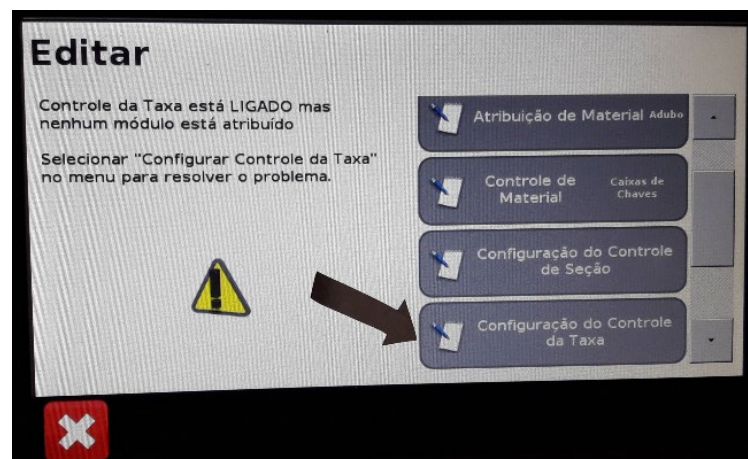 Editar
Controle da Taxa está LIGADO mas
nenhum módulo está atribuído
Selecionar "Configurar Controle da Taxa"
no menu para resolver o problema.
Atribuição de Material Adubo
Controle de
Material
Caixas de
Chaves
Configuração do Controle
de Seção
Configuração do Controle
da Taxa